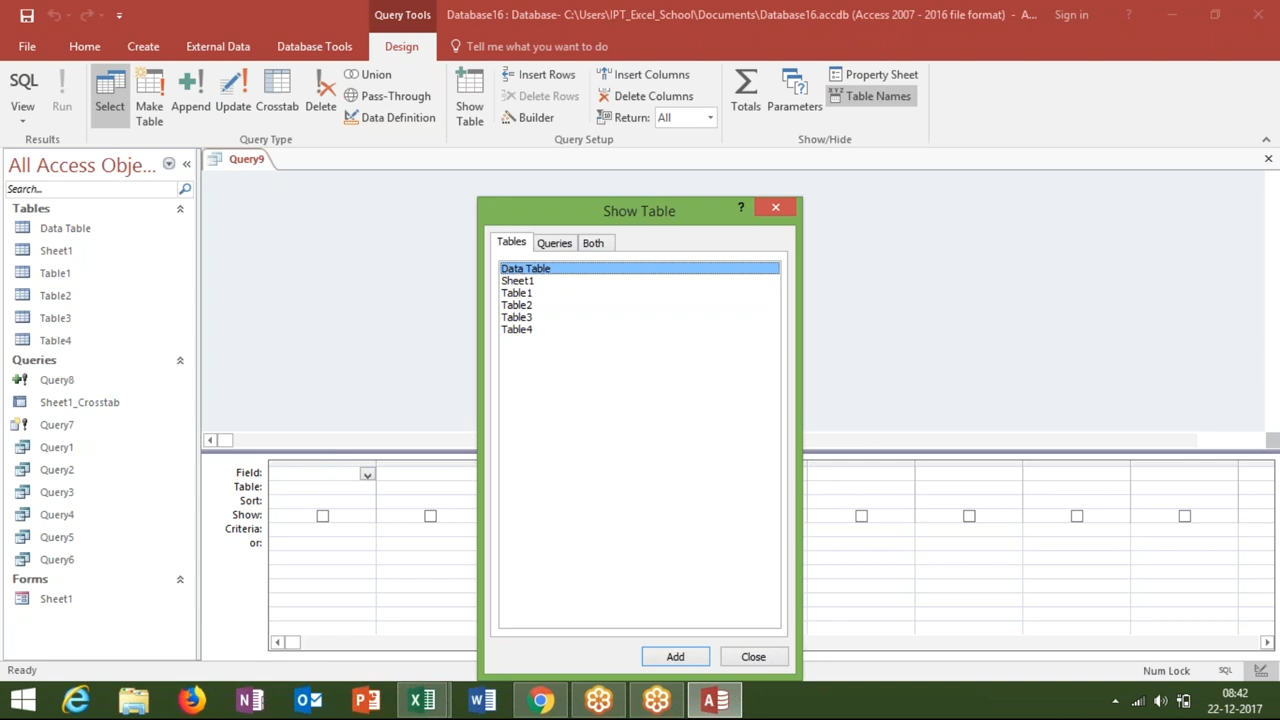 Query Tools
Database16 : Database- C:\Users\IPT_Excel_School\Documents\Database16.accdb (Access 2007 - 2016 file format) - A...
Sign in
?
File
Home
Create
External Data
Database Tools
Design
Tell me what you want to do
SQL
View
Run
Select
Make Table
Append
Update
Crosstab
Delete
Union
Pass-Through
Data Definition
Show Table
Insert Rows
Delete Rows
Builder
Insert Columns
Delete Columns
Return: All
Totals
Parameters
Property Sheet
XYZ Table Names
Results
Query Type
Query Setup
Show/Hide
All Access Obje...
Search...
Tables
Data Table
Sheet1
Table1
Table2
Table3
Table4
Queries
Query8
Sheet1_Crosstab
Query7
Query1
Query2
Query3
Query4
Query5
Query6
Forms
Sheet1
Query9
Show Table
?
Tables
Queries
Both
Data Table
Sheet1
Table1
Table2
Table3
Table4
Add
Close
Field:
Table:
Sort:
Show:
Criteria:
or:
Ready
Num Lock
SQL
08:42
22-12-2017